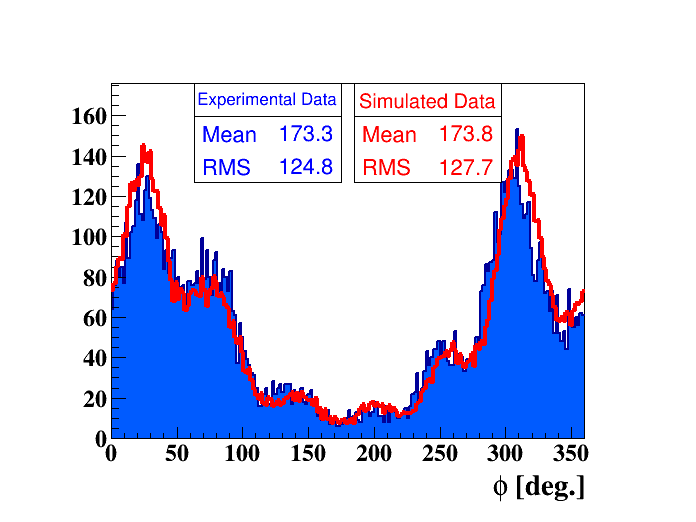 Experimental Data
Mean 173.3
RMS 124.8
Simulated Data
Mean 173.8
RMS 127.7
160
140
120
100
80
60
40
20
0
0 50 100 150 200 250 300 350
ϕ [deg.]